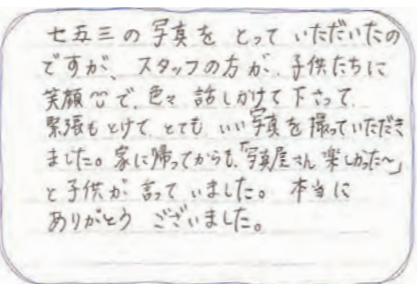 七五三の写真をとっていただいたの
ですが、スタッフの方が、子供たちに
笑顔で、色々話しかけて下さって、
緊張もとけて、とてもいい写真を撮っていただき
ました。家に帰ってからも、「写真屋さん楽しかった〜」
と子供が言っていました。本当に
ありがとうございました。